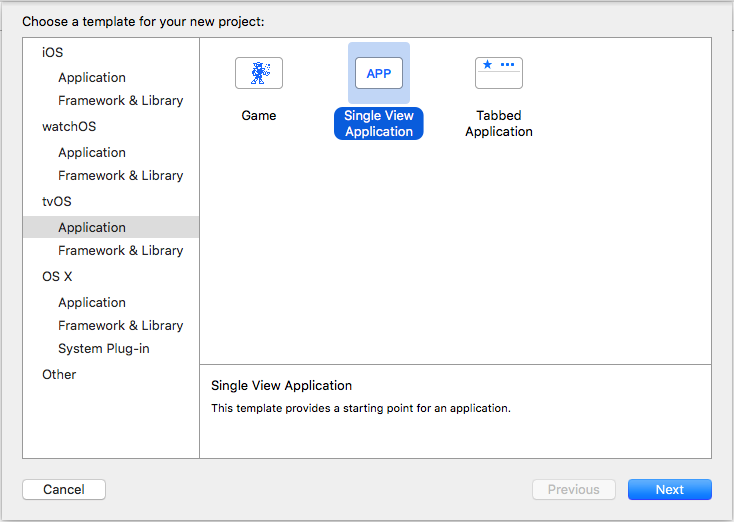 Choose a template for your new project:
iOS
Application
Framework & Library
watchOS
Application
Framework & Library
tvOS
Application
Framework & Library
OS X
Application
Framework & Library
System Plug-in
Other
APP
Game
Single View
Application
Tabbed
Application
Single View Application
This template provides a starting point for an application.
Cancel
Previous
Next